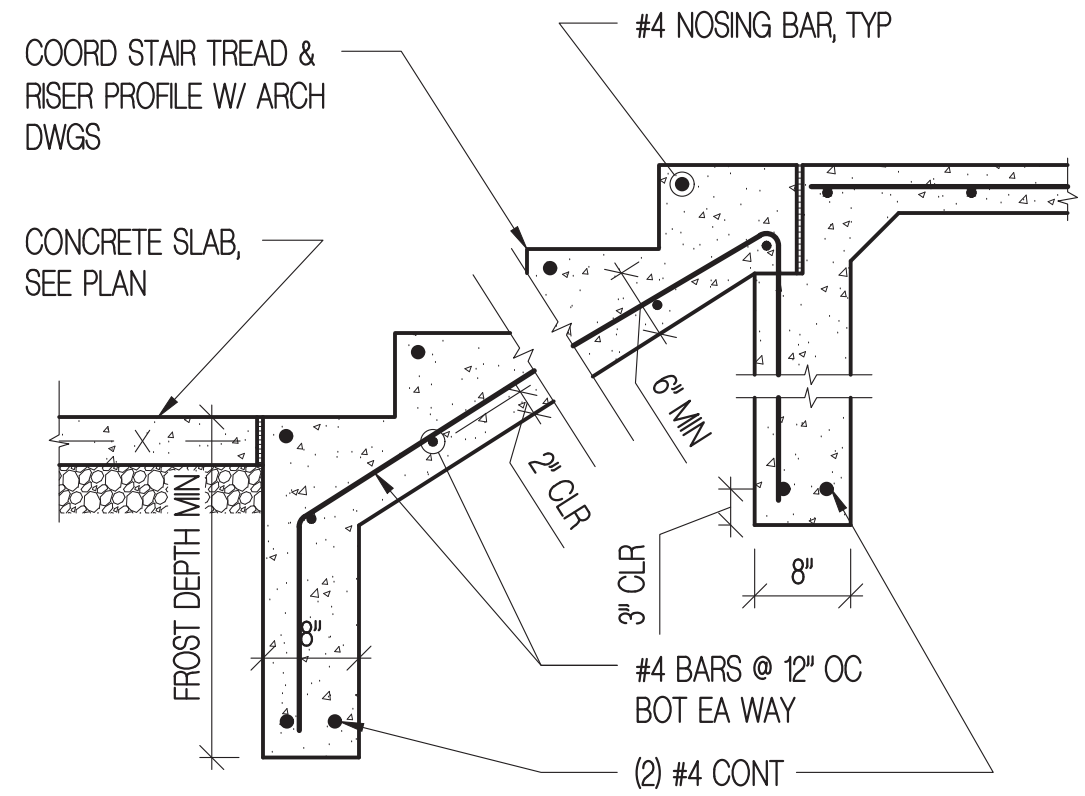 #4 NOSING BAR, TYP
COORD STAIR TREAD &
RISER PROFILE W/ ARCH
DWGS
CONCRETE SLAB,
SEE PLAN
X
6" MIN
2" CLR
FROST DEPTH MIN
3" CLR
8"
8"
#4 BARS @ 12" OC
BOT EA WAY
(2) #4 CONT